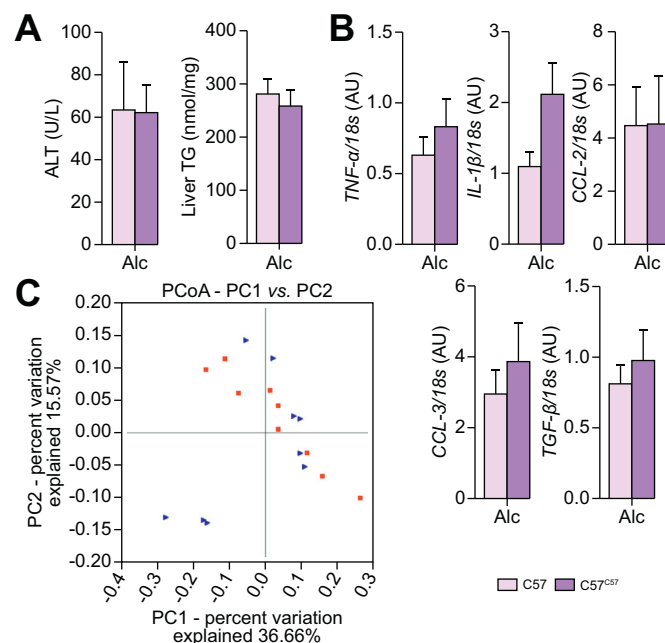 A
ALT (U/L)
100
80
60
40
20
0
Alc
Liver TG (nmol/mg)
400
300
200
100
0
Alc
B
TNF-α/18s (AU)
1.5
1.0
0.5
0.0
Alc
IL-1β/18s (AU)
3
2
1
0
Alc
CCL-2/18s (AU)
8
6
4
2
0
Alc
C
PCoA - PC1 vs. PC2
PC2 - percent variation
explained 15.57%
0.20
0.15
0.10
0.05
0.00
-0.05
-0.10
-0.15
-0.20
-0.4
-0.3
-0.2
-0.1
0.0
0.1
0.2
0.3
PC1 - percent variation
explained 36.66%
CCL-3/18s (AU)
6
4
2
0
Alc
TGF-β/18s (AU)
1.5
1.0
0.5
0.0
Alc
C57 C57^C57